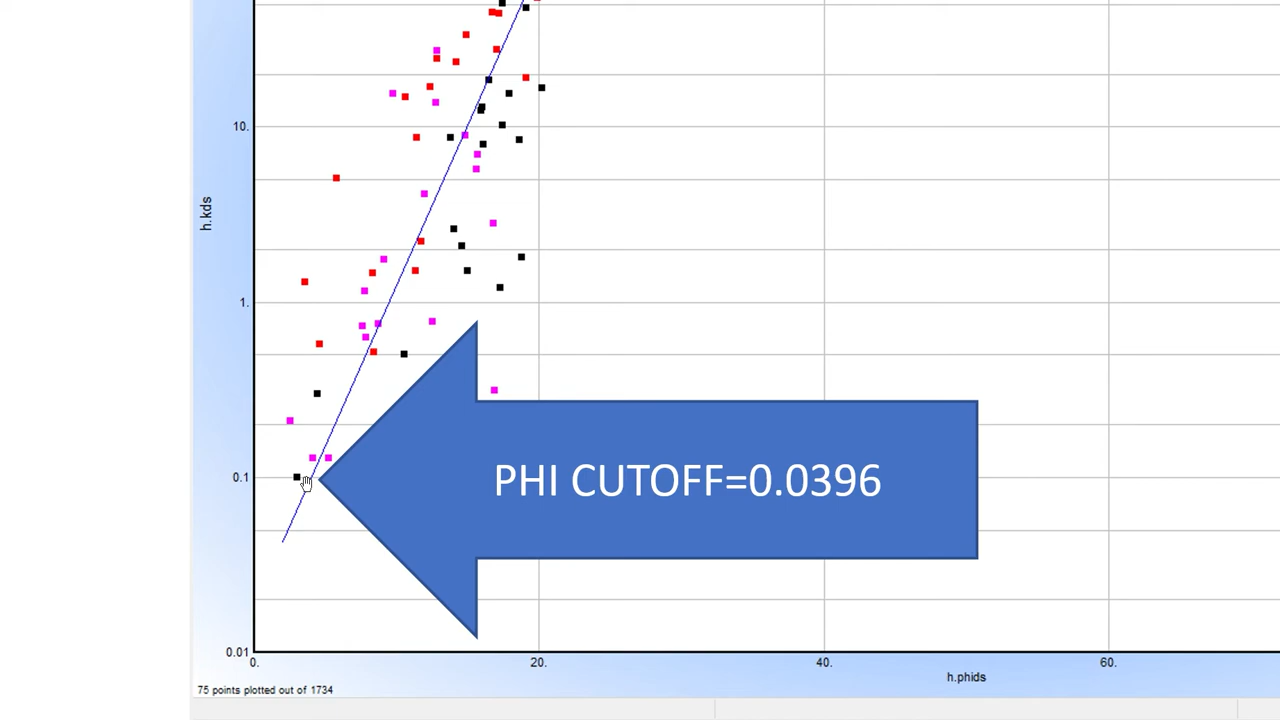 10.
h.kds
1.
0.1
PHI CUTOFF=0.0396
0.01
0. 20. 40. 60.
h.phids
75 points plotted out of 1734